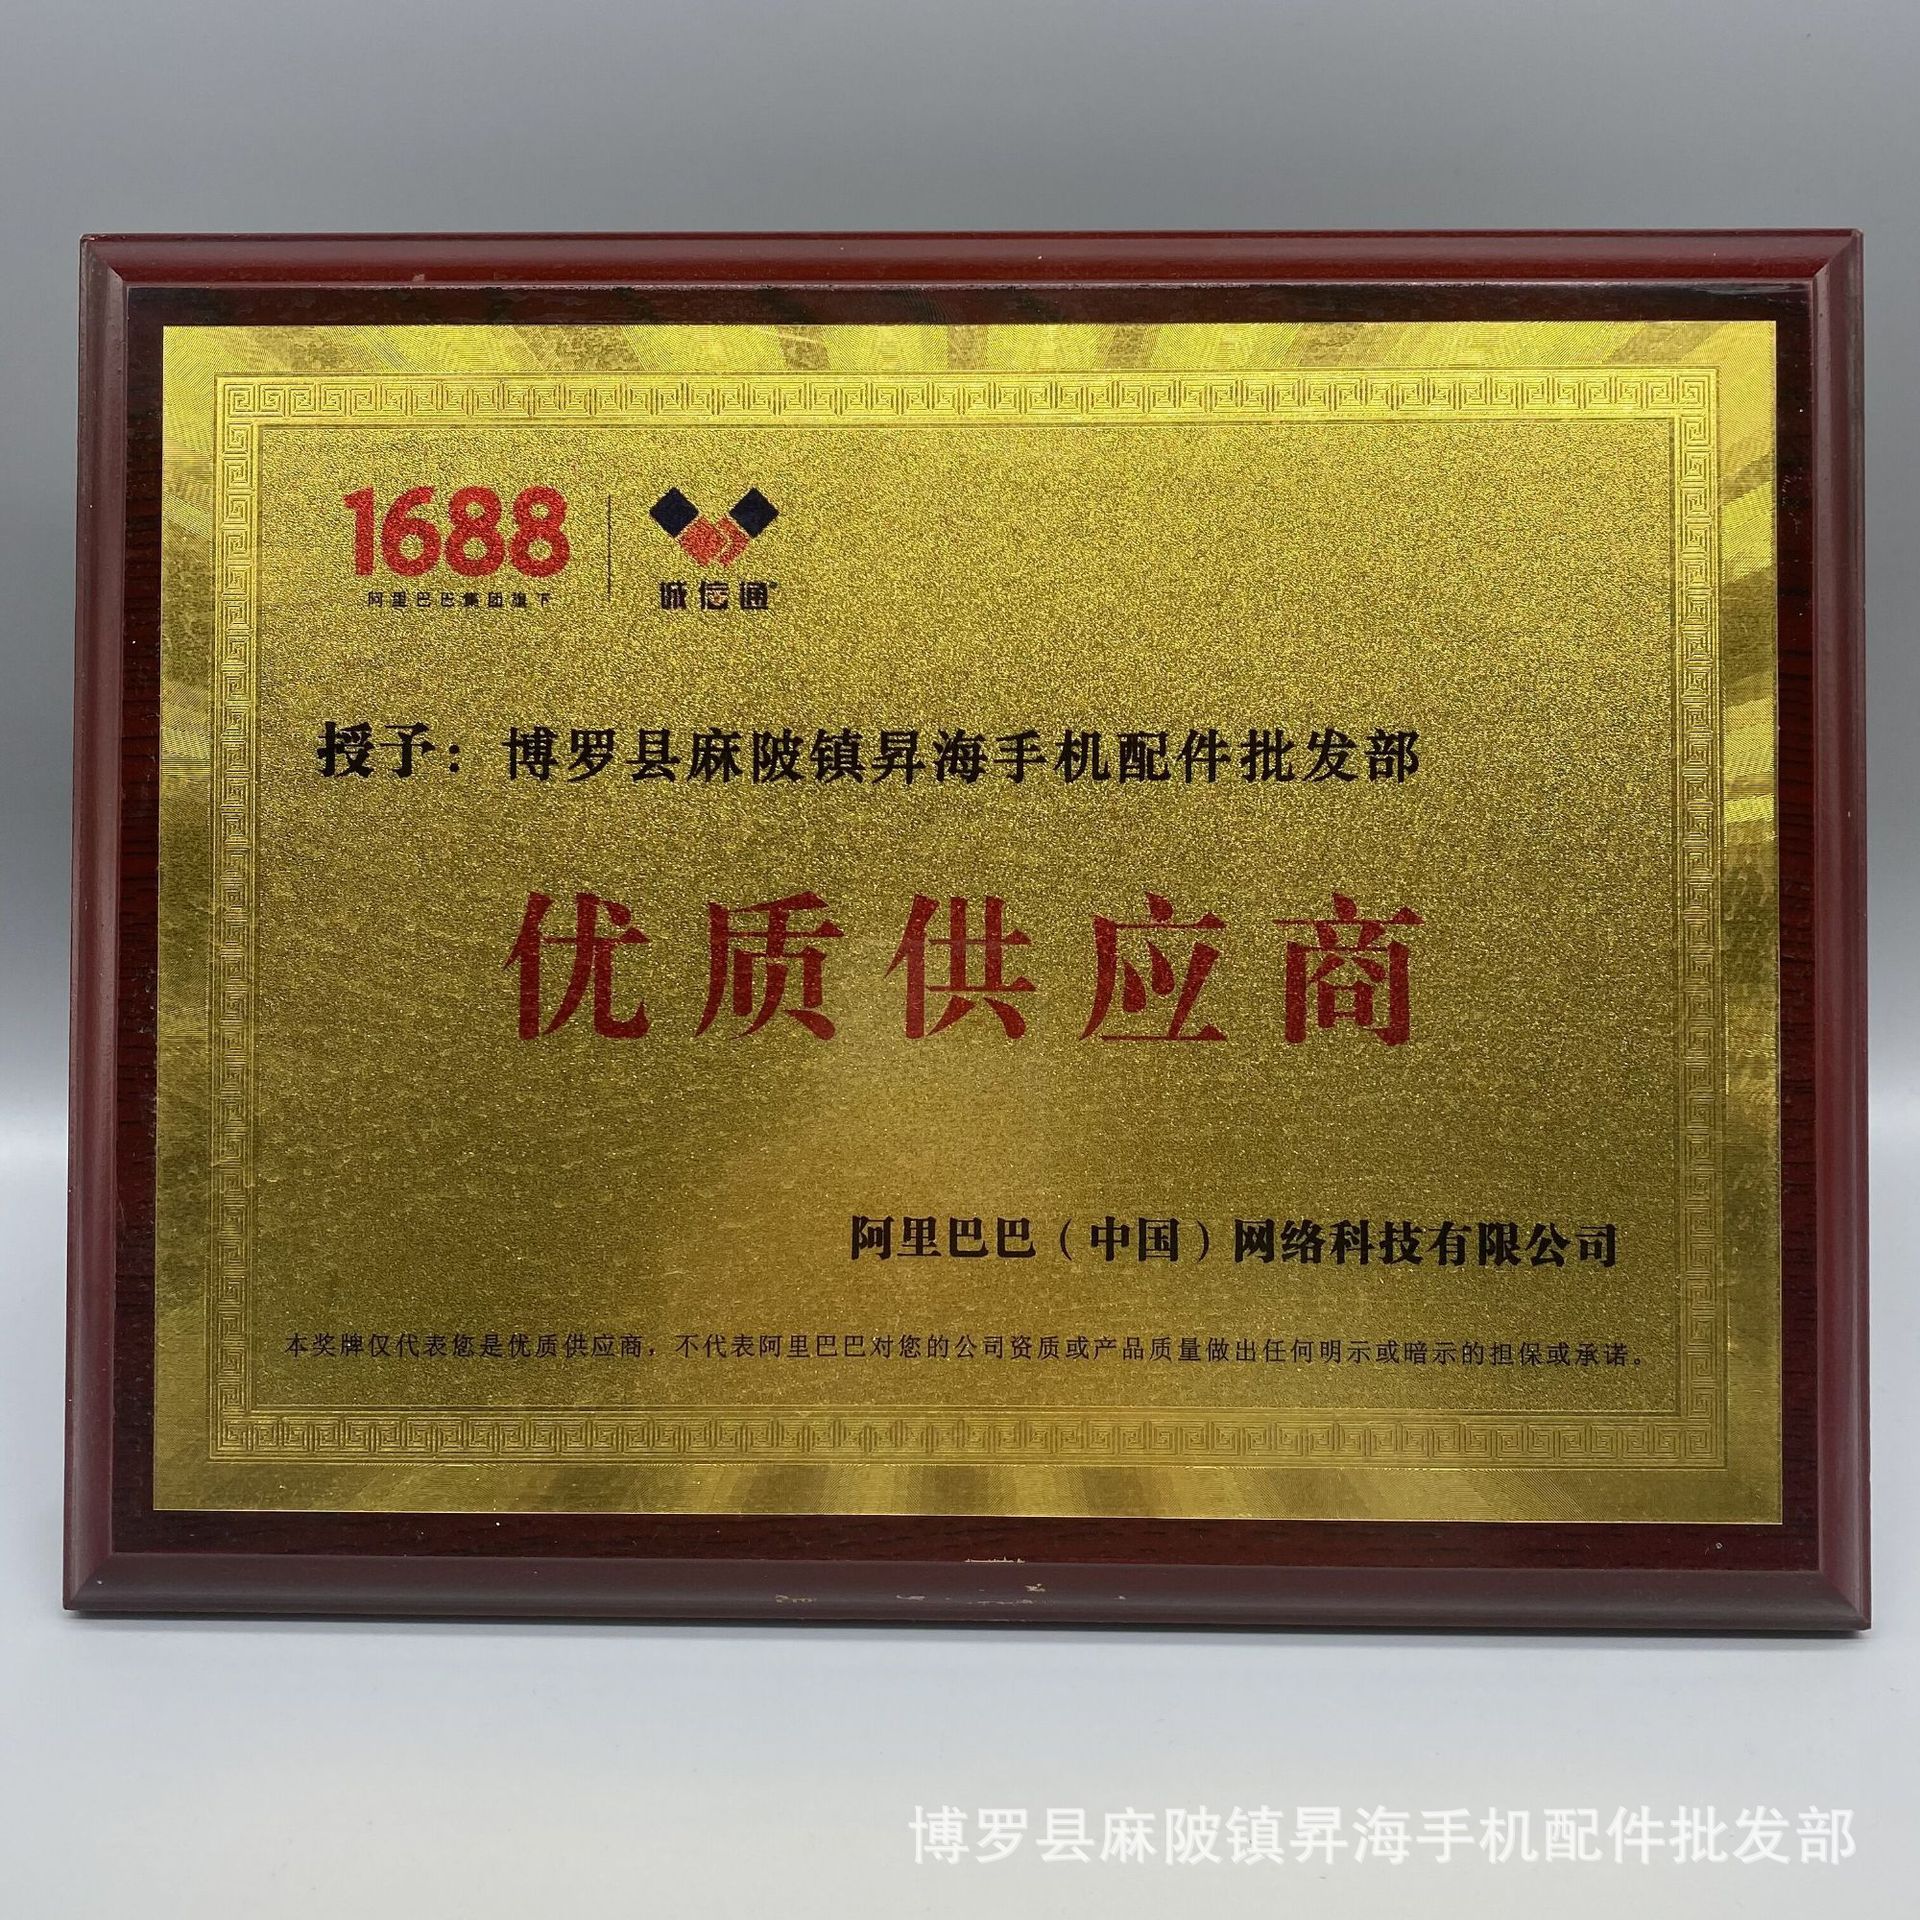 1688
阿里巴巴集团旗下
诚信通®
授予：博罗县麻陂镇昇海手机配件批发部
优质供应商
阿里巴巴（中国）网络科技有限公司
本奖牌仅代表您是优质供应商，不代表阿里巴巴对您的公司资质或产品质量做出任何明示或暗示的担保或承诺。
博罗县麻陂镇昇海手机配件批发部